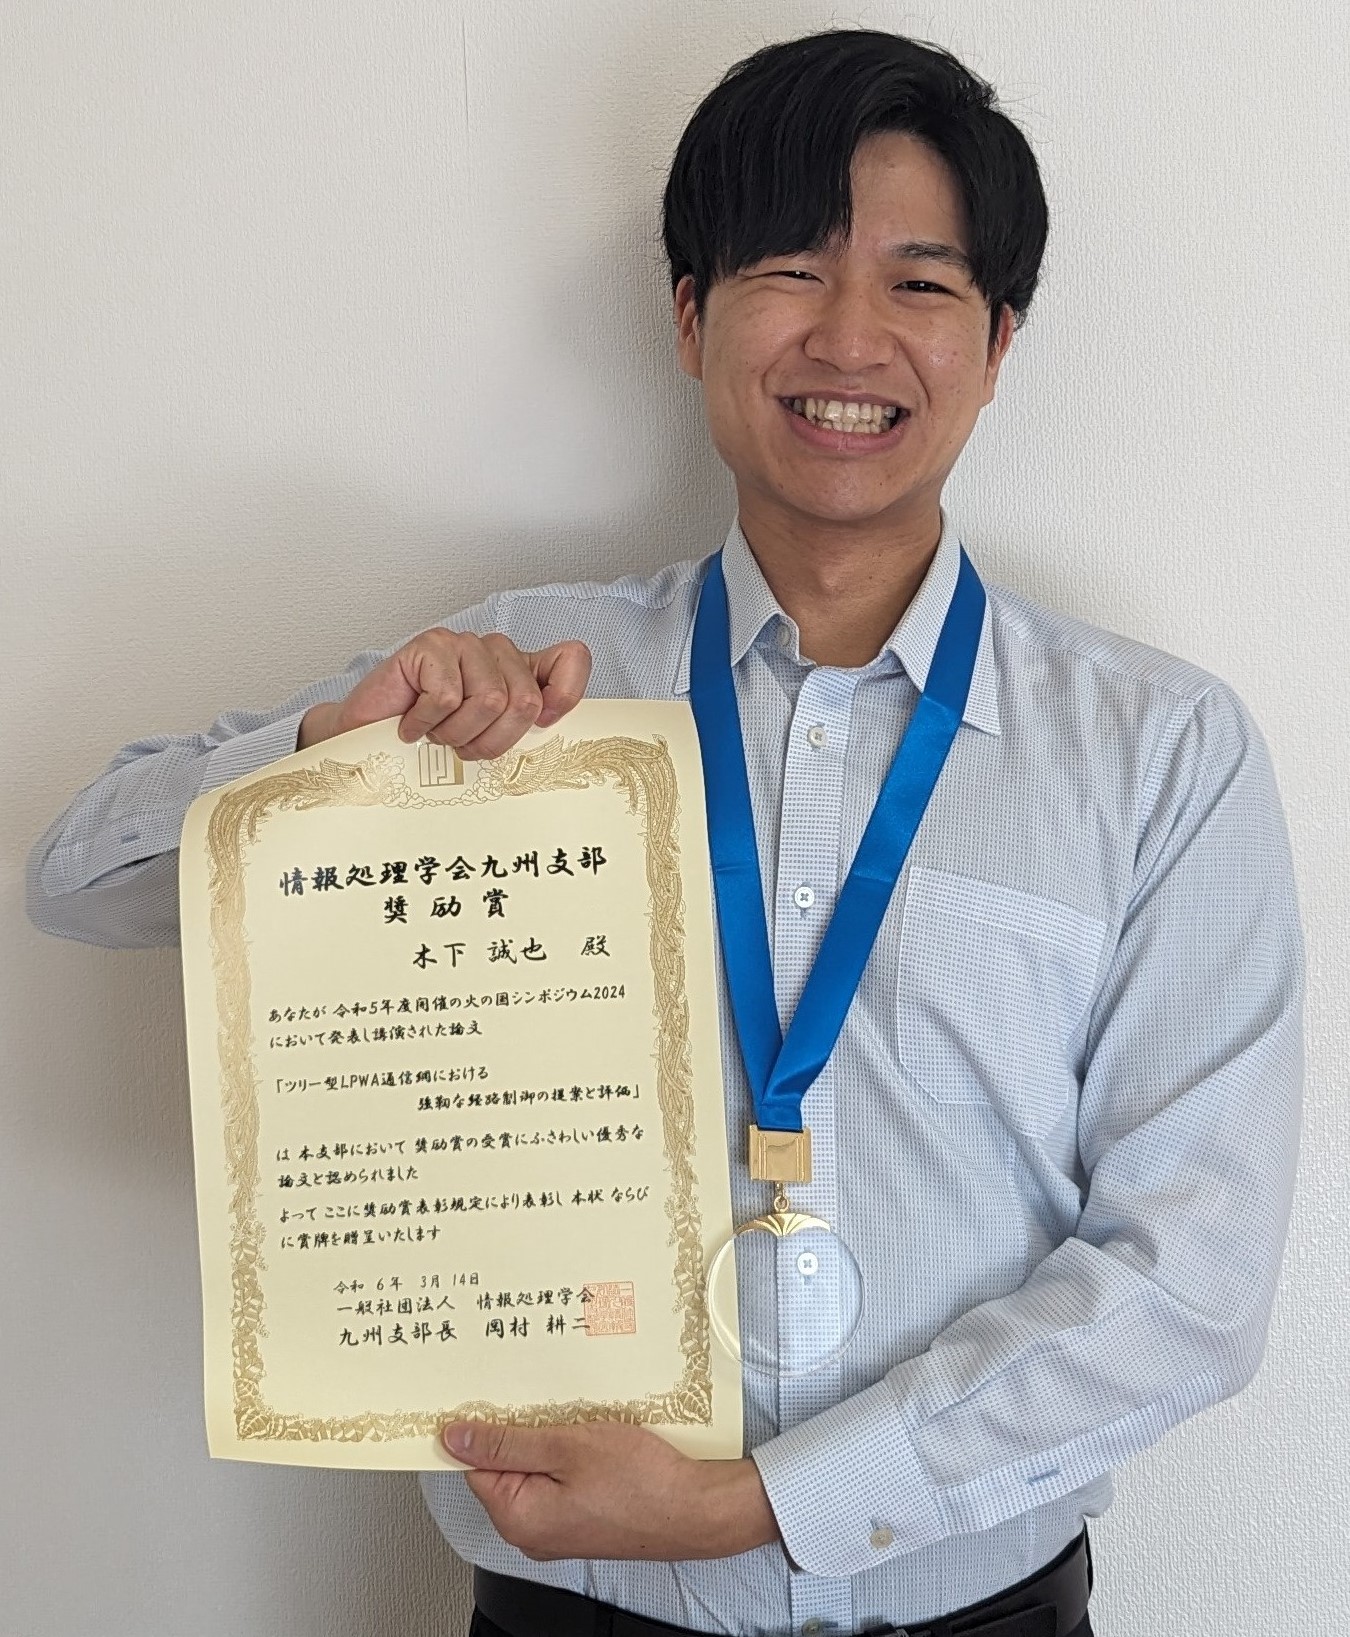 情報処理学会九州支部
奨励賞
木下 誠也 殿
あなたが 令和5年度開催の火の国シンポジウム2024
において発表し講演された論文
「ツリー型LPWA通信網における
強靭な経路制御の提案と評価」
は 本支部において 奨励賞の受賞にふさわしい優秀な
論文と認められました
よって ここに奨励賞表彰規定により表彰し 本状 ならび
に賞牌を贈呈いたします
令和 6年 3月 14日
一般社団法人 情報処理学会
九州支部長 岡村 耕二